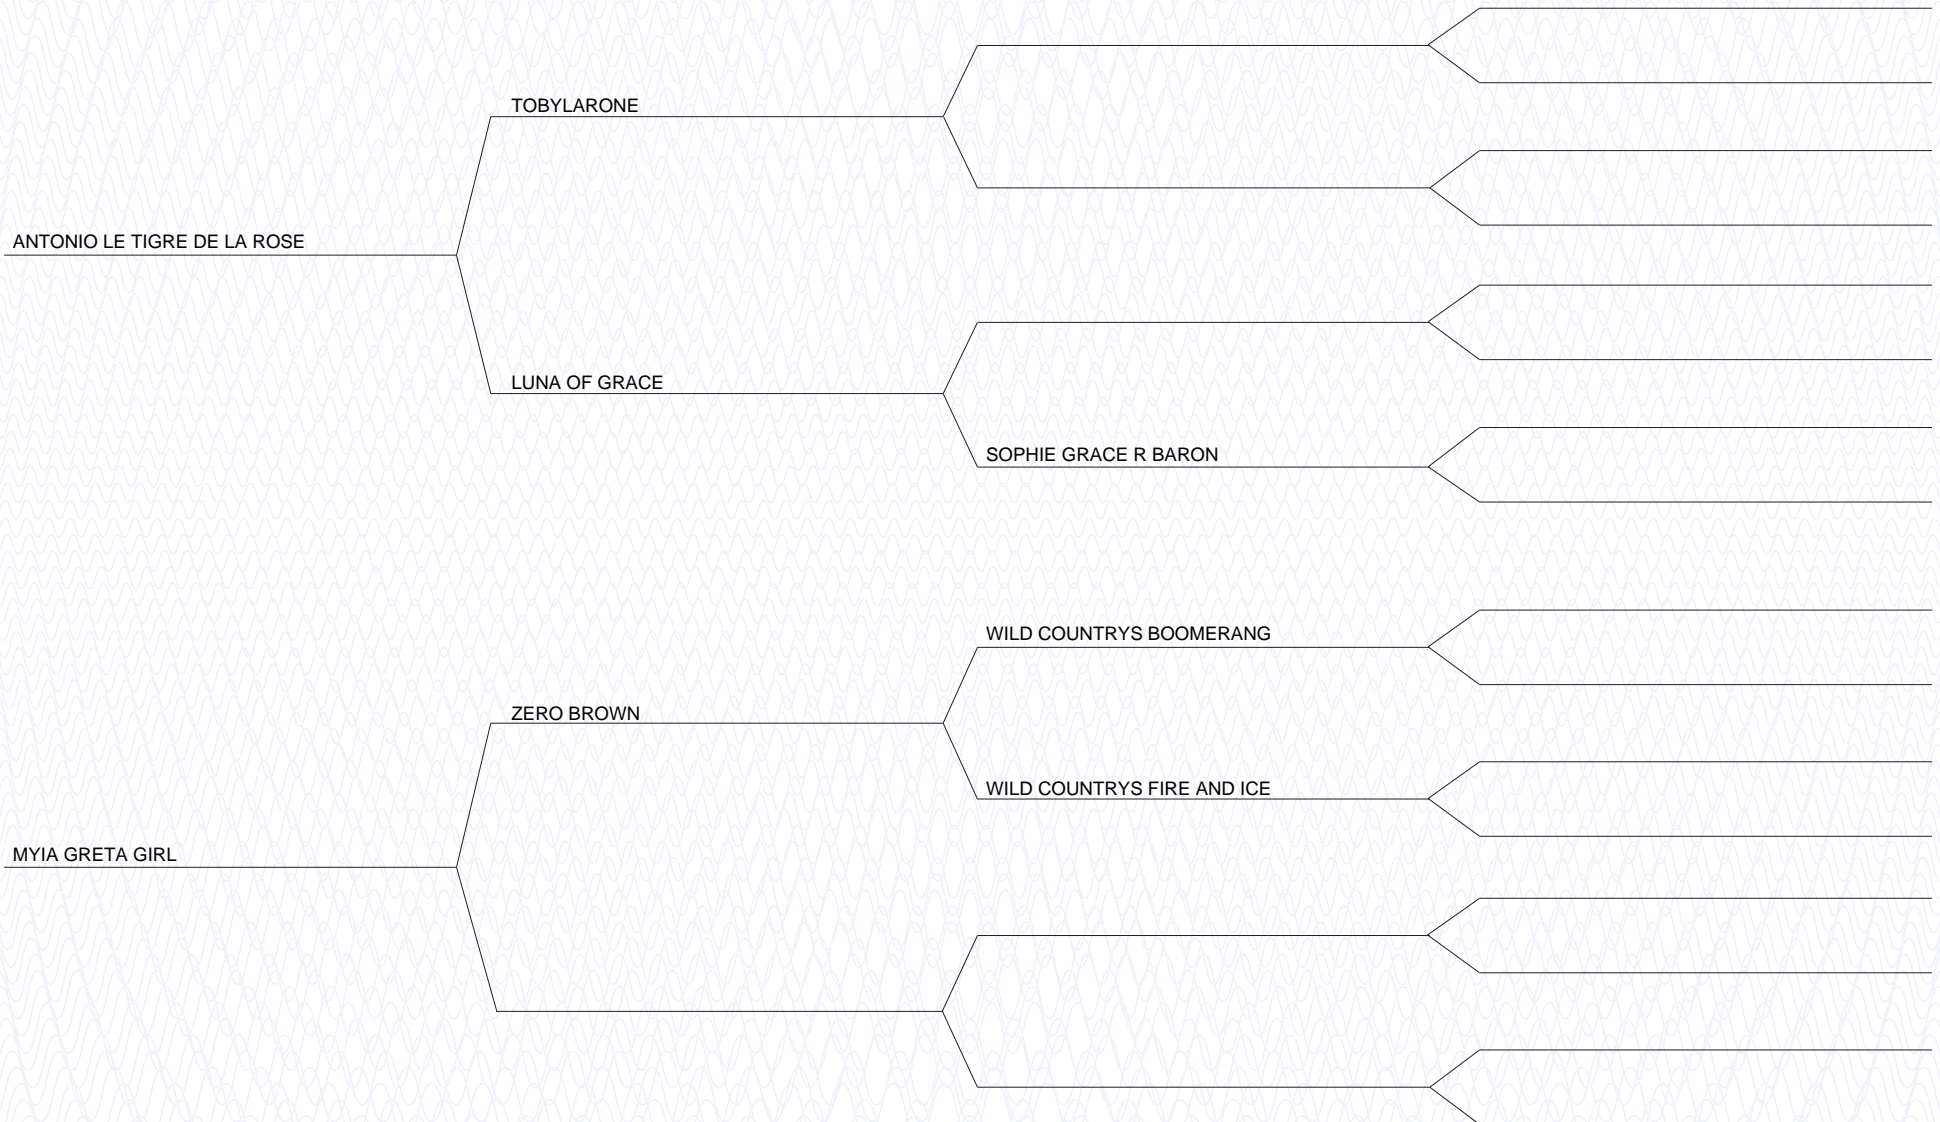 TOBYLARONE
ANTONIO LE TIGRE DE LA ROSE
LUNA OF GRACE
SOPHIE GRACE R BARON
WILD COUNTRYS BOOMERANG
ZERO BROWN
WILD COUNTRYS FIRE AND ICE
MYIA GRETA GIRL